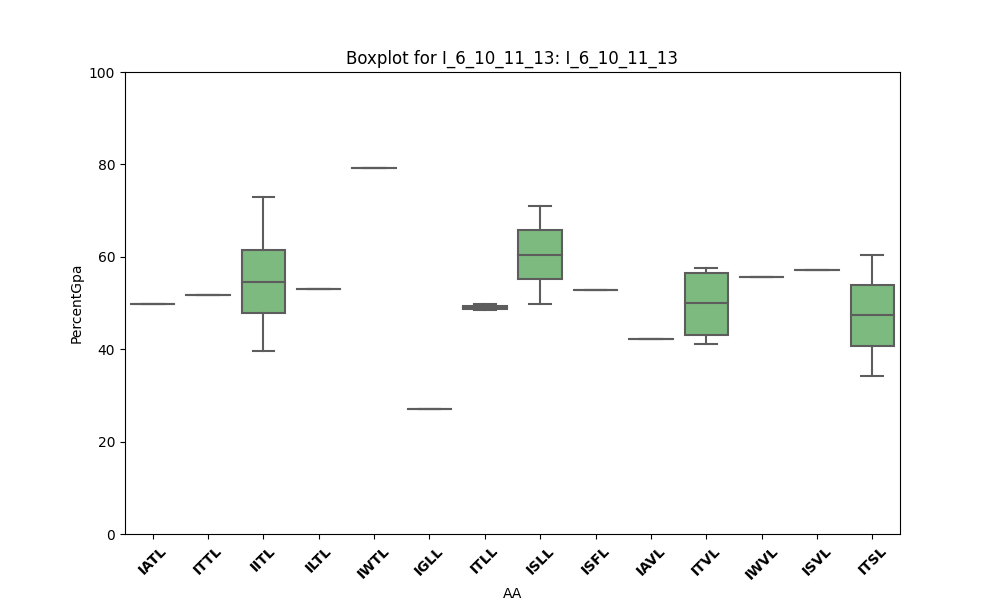 Boxplot for I_6_10_11_13: I_6_10_11_13
PercentGpa
100
80
60
40
20
0
IATL ITTL IITL ILTL IWTL IGLL ITLL ISLL ISFL IAVL ITVL IWVL ISVL ITSL
AA